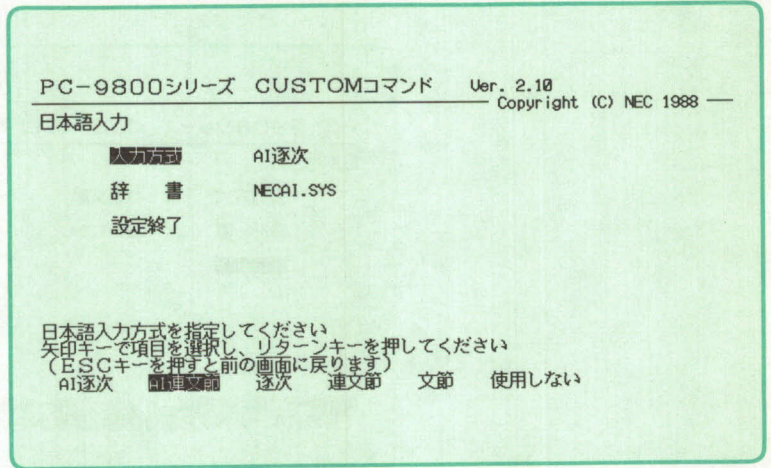 PC-9800シリーズ CUSTOMコマンド Ver. 2.10
Copyright (C) NEC 1988
日本語入力
入力方式 AI逐次
辞書 NECAI.SYS
設定終了
日本語入力方式を指定してください
矢印キーで項目を選択し、リターンキーを押してください
(ESCキーを押すと前の画面に戻ります)
AI逐次 AI連文節 逐次 連文節 文節 使用しない